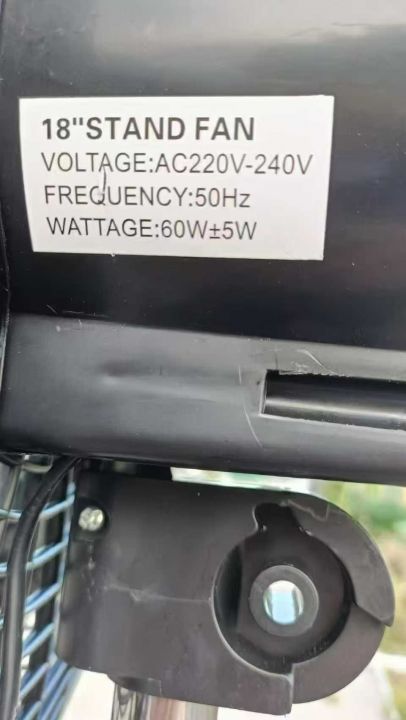 18"STAND FAN
VOLTAGE:AC220V-240V
FREQUENCY:50Hz
WATTAGE:60W±5W